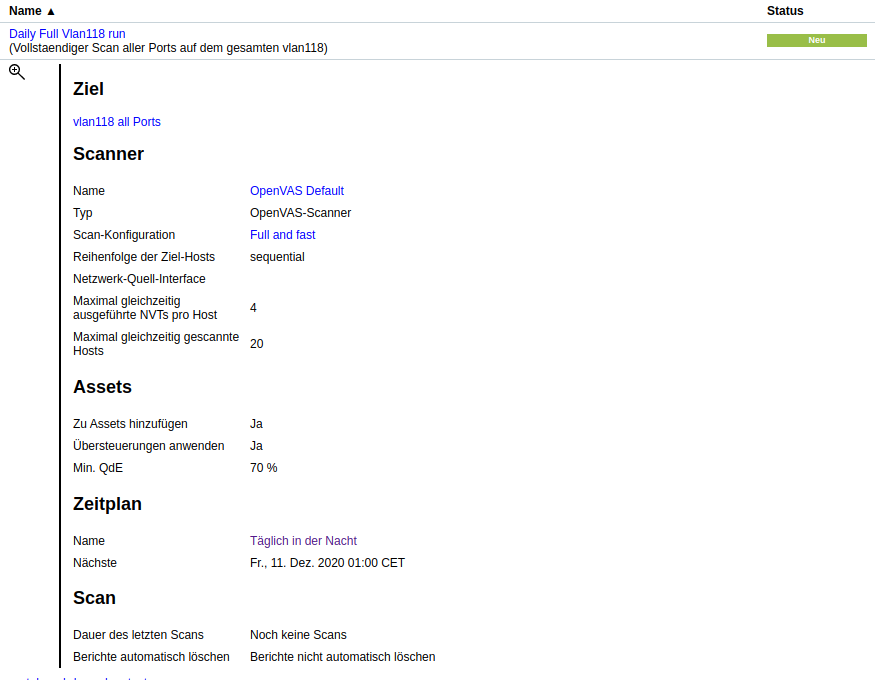 Name ▲ Status
Daily Full Vlan118 run
(Vollstaendiger Scan aller Ports auf dem gesamten vlan118) Neu
Ziel
vlan118 all Ports
Scanner
Name OpenVAS Default
Typ OpenVAS-Scanner
Scan-Konfiguration Full and fast
Reihenfolge der Ziel-Hosts sequential
Netzwerk-Quell-Interface
Maximal gleichzeitig
ausgeführte NVTs pro Host 4
Maximal gleichzeitig gescannte
Hosts 20
Assets
Zu Assets hinzufügen Ja
Übersteuerungen anwenden Ja
Min. QdE 70 %
Zeitplan
Name Täglich in der Nacht
Nächste Fr., 11. Dez. 2020 01:00 CET
Scan
Dauer des letzten Scans Noch keine Scans
Berichte automatisch löschen Berichte nicht automatisch löschen